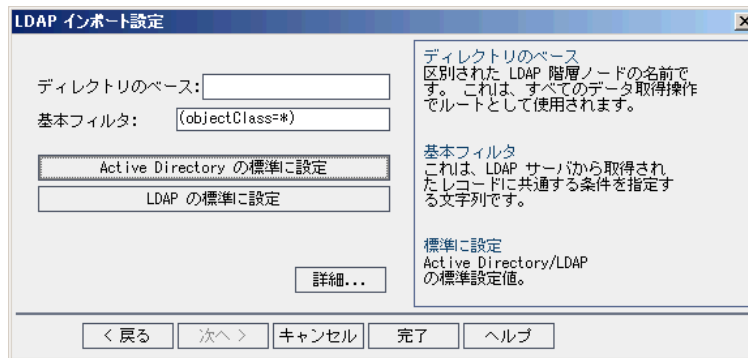 LDAP インポート設定
ディレクトリのベース:
基本フィルタ: (objectClass=*)
Active Directory の標準に設定
LDAP の標準に設定
詳細...
ディレクトリのベース
区別された LDAP 階層ノードの名前で
す。 これは、すべてのデータ取得操作
でルートとして使用されます。
基本フィルタ
これは、LDAP サーバから取得され
たレコードに共通する条件を指定す
る文字列です。
標準に設定
Active Directory/LDAP
の標準設定値。
< 戻る 次へ > キャンセル 完了 ヘルプ